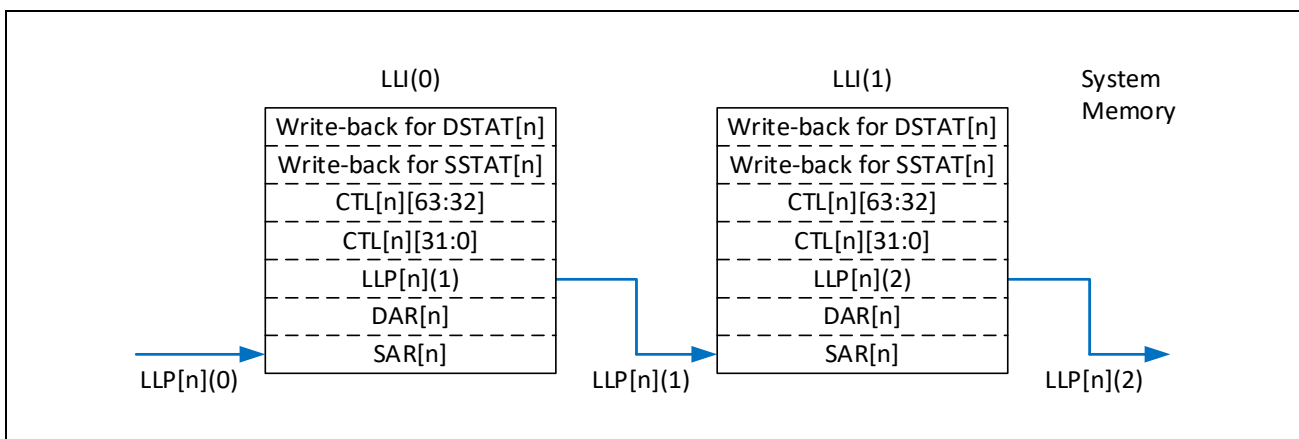 LLI(0)
LLI(1)
System
Memory
Write-back for DSTAT[n]
Write-back for SSTAT[n]
CTL[n][63:32]
CTL[n][31:0]
LLP[n](1)
DAR[n]
SAR[n]
Write-back for DSTAT[n]
Write-back for SSTAT[n]
CTL[n][63:32]
CTL[n][31:0]
LLP[n](2)
DAR[n]
SAR[n]
LLP[n](0)
LLP[n](1)
LLP[n](2)